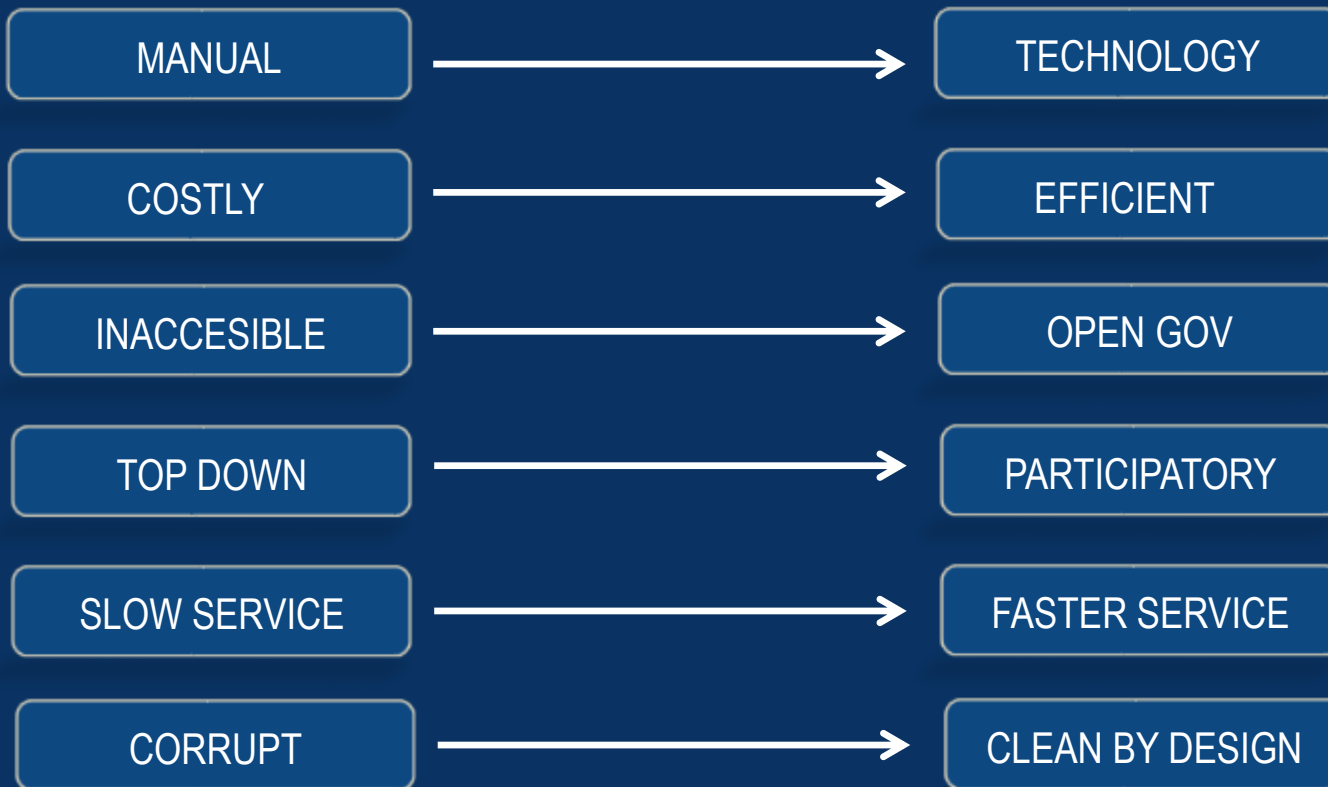 MANUAL TECHNOLOGY
COSTLY EFFICIENT
INACCESIBLE OPEN GOV
TOP DOWN PARTICIPATORY
SLOW SERVICE FASTER SERVICE
CORRUPT CLEAN BY DESIGN